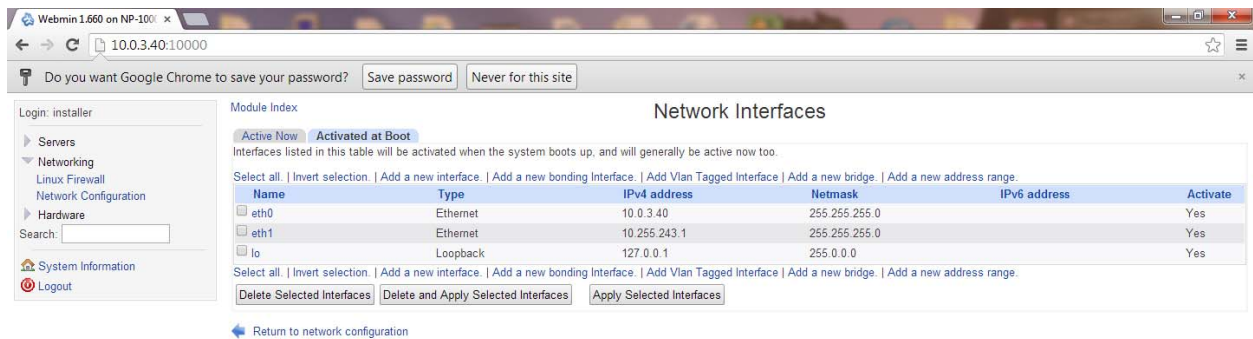 Webmin 1.660 on NP-100
10.0.3.40:10000
Do you want Google Chrome to save your password? Save password Never for this site
Login: installer
Servers
Networking
Linux Firewall
Network Configuration
Hardware
Search:
System Information
Logout
Module Index
Network Interfaces
Active Now Activated at Boot
Interfaces listed in this table will be activated when the system boots up, and will generally be active now too.
Select all. | Invert selection. | Add a new interface. | Add a new bonding Interface. | Add Vlan Tagged Interface | Add a new bridge. | Add a new address range.
Name Type IPv4 address Netmask IPv6 address Activate
eth0 Ethernet 10.0.3.40 255.255.255.0 Yes
eth1 Ethernet 10.255.243.1 255.255.255.0 Yes
lo Loopback 127.0.0.1 255.0.0.0 Yes
Select all. | Invert selection. | Add a new interface. | Add a new bonding Interface. | Add Vlan Tagged Interface | Add a new bridge. | Add a new address range.
Delete Selected Interfaces Delete and Apply Selected Interfaces Apply Selected Interfaces
Return to network configuration